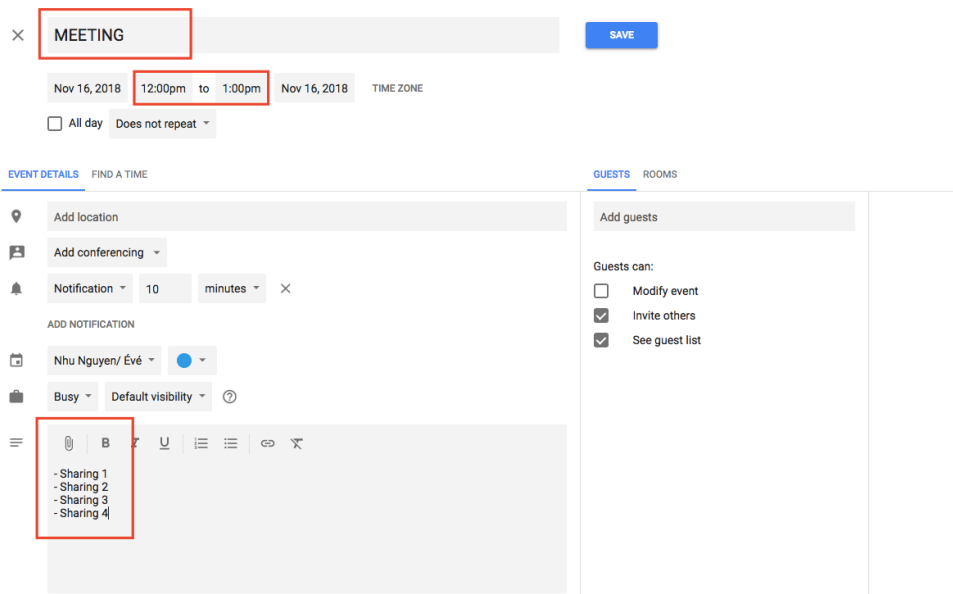 MEETING
SAVE
Nov 16, 2018 12:00pm to 1:00pm Nov 16, 2018 TIME ZONE
All day Does not repeat
EVENT DETAILS FIND A TIME
GUESTS ROOMS
Add location
Add guests
Add conferencing
Guests can:
Notification 10 minutes
Modify event
Invite others
ADD NOTIFICATION
See guest list
Nhu Nguyen/ Évé
Busy Default visibility
B I U
- Sharing 1
- Sharing 2
- Sharing 3
- Sharing 4